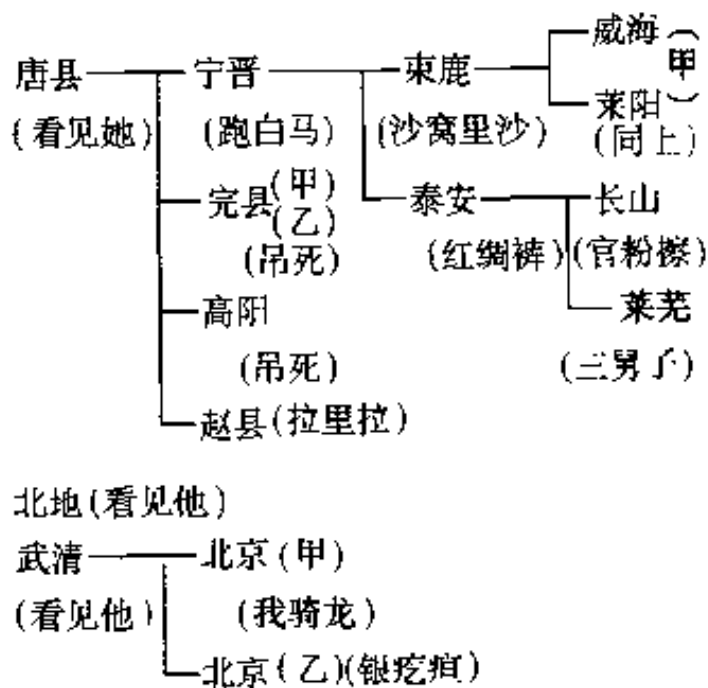 威海(甲)
唐县 宁晋 束鹿
莱阳
(看见她) (跑白马) (沙窝里沙) (同上)
完县(甲)(乙) 泰安 长山
(吊死) (红绸裤) (官粉擦)
高阳 莱芜
(吊死) (三舅子)
赵县(拉里拉)
北地(看见他)
武清 北京(甲)
(看见他) (我骑龙)
北京(乙)(银疙疸)